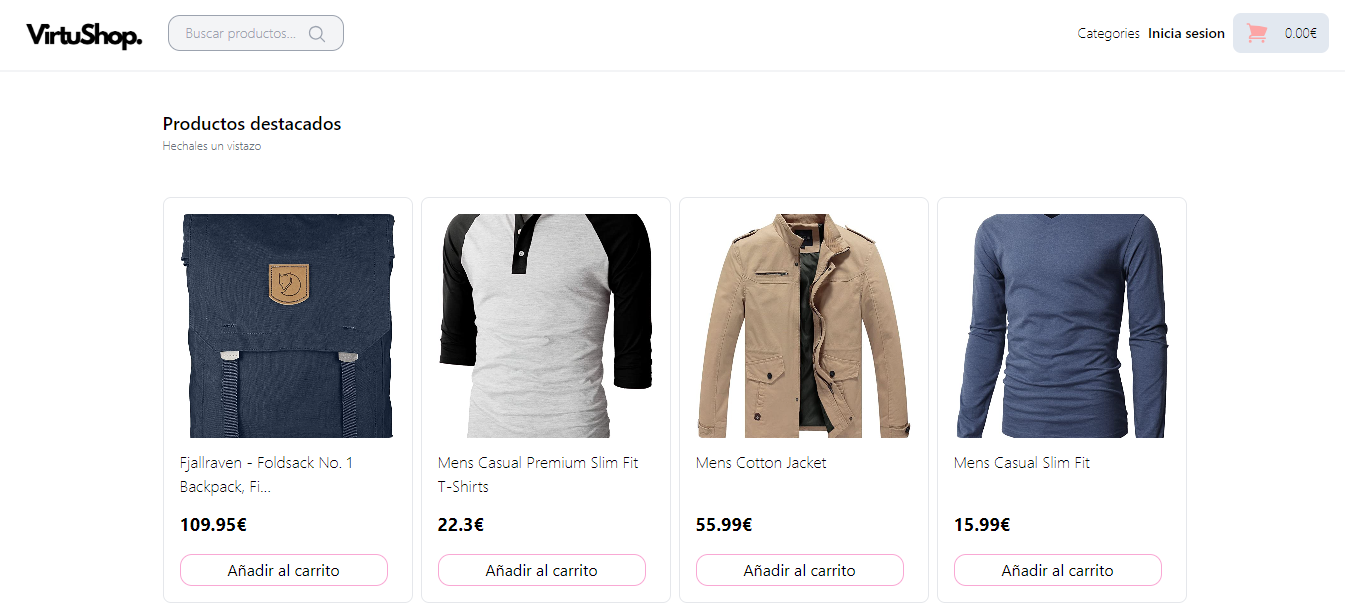 VirtuShop.
Buscar productos...
Categories
Inicia sesion
0.00€
Productos destacados
Hechales un vistazo
Fjallraven - Foldsack No. 1
Backpack, Fi...
109.95€
Añadir al carrito
Mens Casual Premium Slim Fit
T-Shirts
22.3€
Añadir al carrito
Mens Cotton Jacket
55.99€
Añadir al carrito
Mens Casual Slim Fit
15.99€
Añadir al carrito